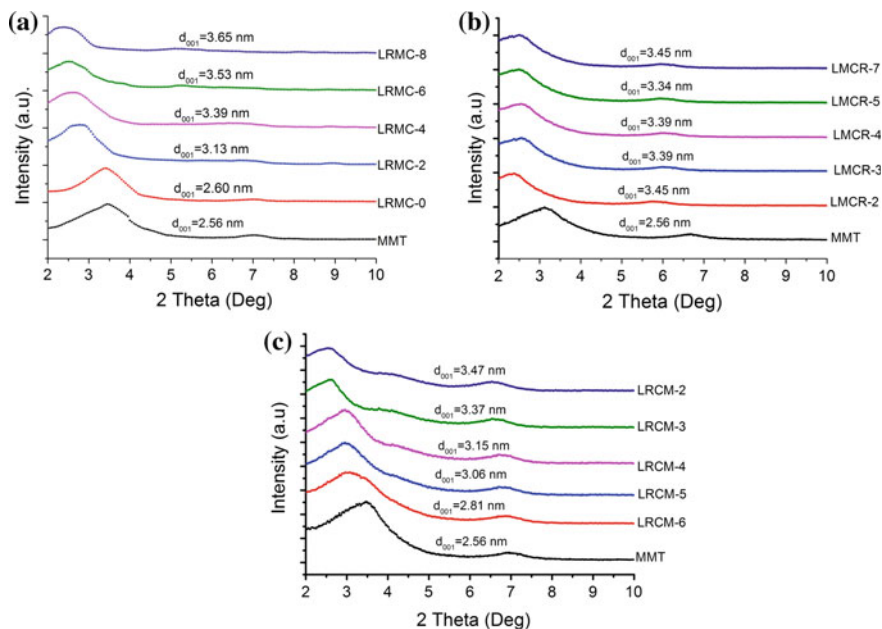 (a)
Intensity (a.u).
d001=3.65 nm
LRMC-8
d001=3.53 nm
LRMC-6
d001=3.39 nm
LRMC-4
d001=3.13 nm
LRMC-2
d001=2.60 nm
LRMC-0
d001=2.56 nm
MMT
2 3 4 5 6 7 8 9 10
2 Theta (Deg)
(b)
Intensity (a.u.)
d001=3.45 nm
LMCR-7
d001=3.34 nm
LMCR-5
d001=3.39 nm
LMCR-4
d001=3.39 nm
LMCR-3
d001=3.45 nm
LMCR-2
d001=2.56 nm
MMT
2 3 4 5 6 7 8 9 10
2 Theta (Deg)
(c)
Intensity (a.u)
d001=3.47 nm
LRCM-2
d001=3.37 nm
LRCM-3
d001=3.15 nm
LRCM-4
d001=3.06 nm
LRCM-5
d001=2.81 nm
LRCM-6
d001=2.56 nm
MMT
2 3 4 5 6 7 8 9 10
2 Theta (Deg)